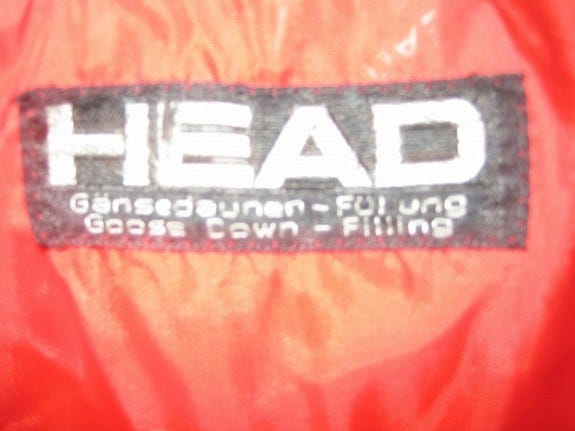 HEAD
Gänsedaunen - Füllung
Goose Down - Filling